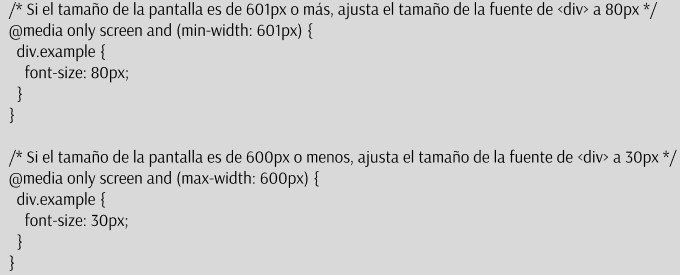 /* Si el tamaño de la pantalla es de 601px o más, ajusta el tamaño de la fuente de <div> a 80px */
@media only screen and (min-width: 601px) {
  div.example {
    font-size: 80px;
  }
}

/* Si el tamaño de la pantalla es de 600px o menos, ajusta el tamaño de la fuente de <div> a 30px */
@media only screen and (max-width: 600px) {
  div.example {
    font-size: 30px;
  }
}